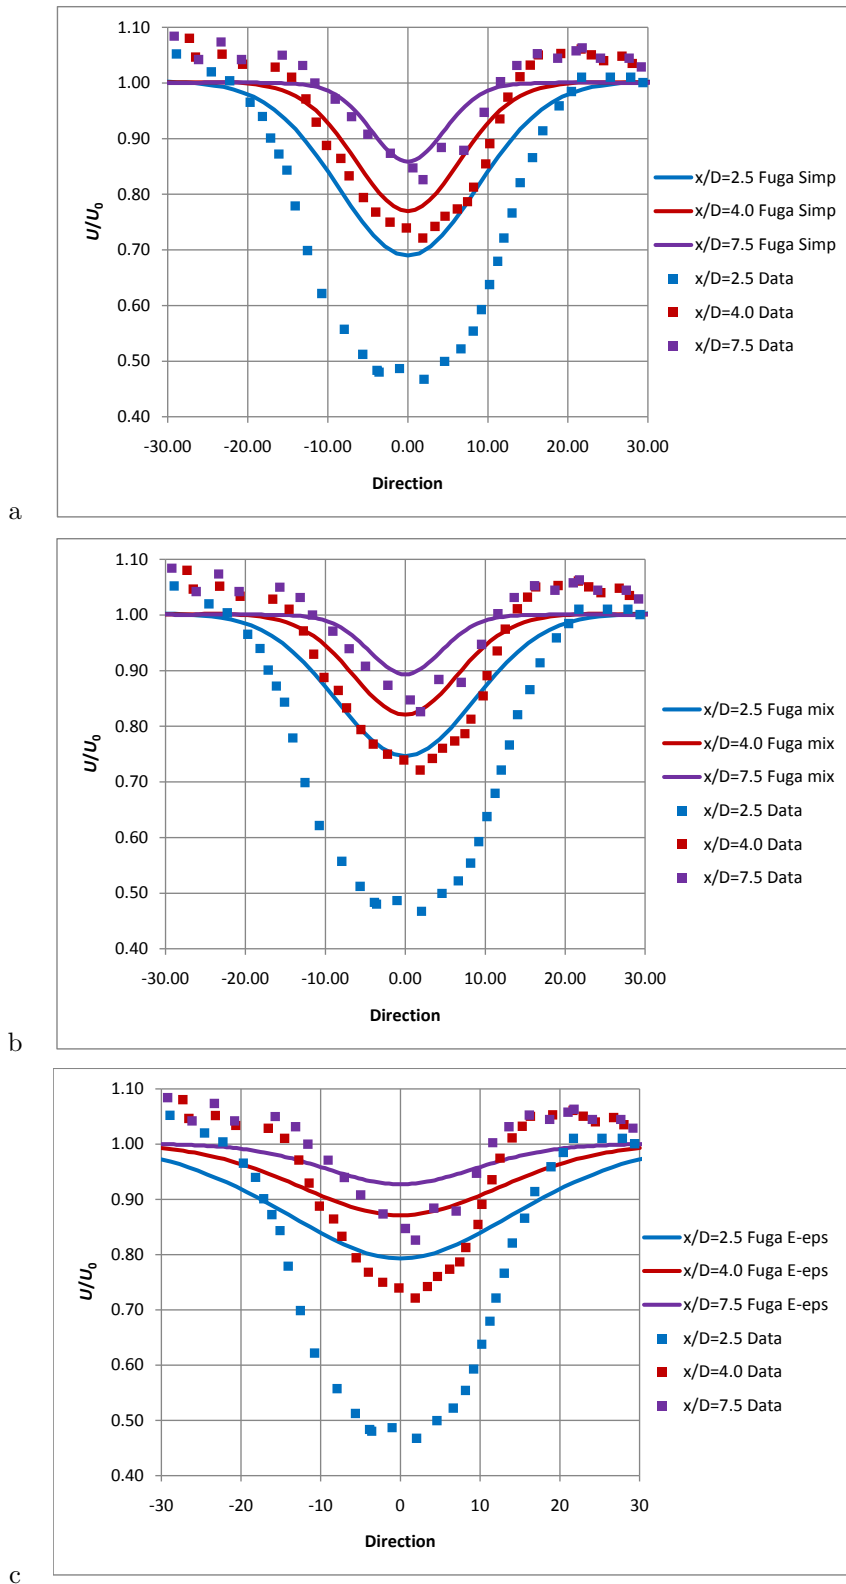 1.10
1.00
0.90
0.80
0.70
0.60
0.50
0.40
U/U0
-30.00 -20.00 -10.00 0.00 10.00 20.00 30.00
Direction
x/D=2.5 Fuga Simp
x/D=4.0 Fuga Simp
x/D=7.5 Fuga Simp
x/D=2.5 Data
x/D=4.0 Data
x/D=7.5 Data
a
1.10
1.00
0.90
0.80
0.70
0.60
0.50
0.40
U/U0
-30.00 -20.00 -10.00 0.00 10.00 20.00 30.00
Direction
x/D=2.5 Fuga mix
x/D=4.0 Fuga mix
x/D=7.5 Fuga mix
x/D=2.5 Data
x/D=4.0 Data
x/D=7.5 Data
b
1.10
1.00
0.90
0.80
0.70
0.60
0.50
0.40
U/U0
-30 -20 -10 0 10 20 30
Direction
x/D=2.5 Fuga E-eps
x/D=4.0 Fuga E-eps
x/D=7.5 Fuga E-eps
x/D=2.5 Data
x/D=4.0 Data
x/D=7.5 Data
c